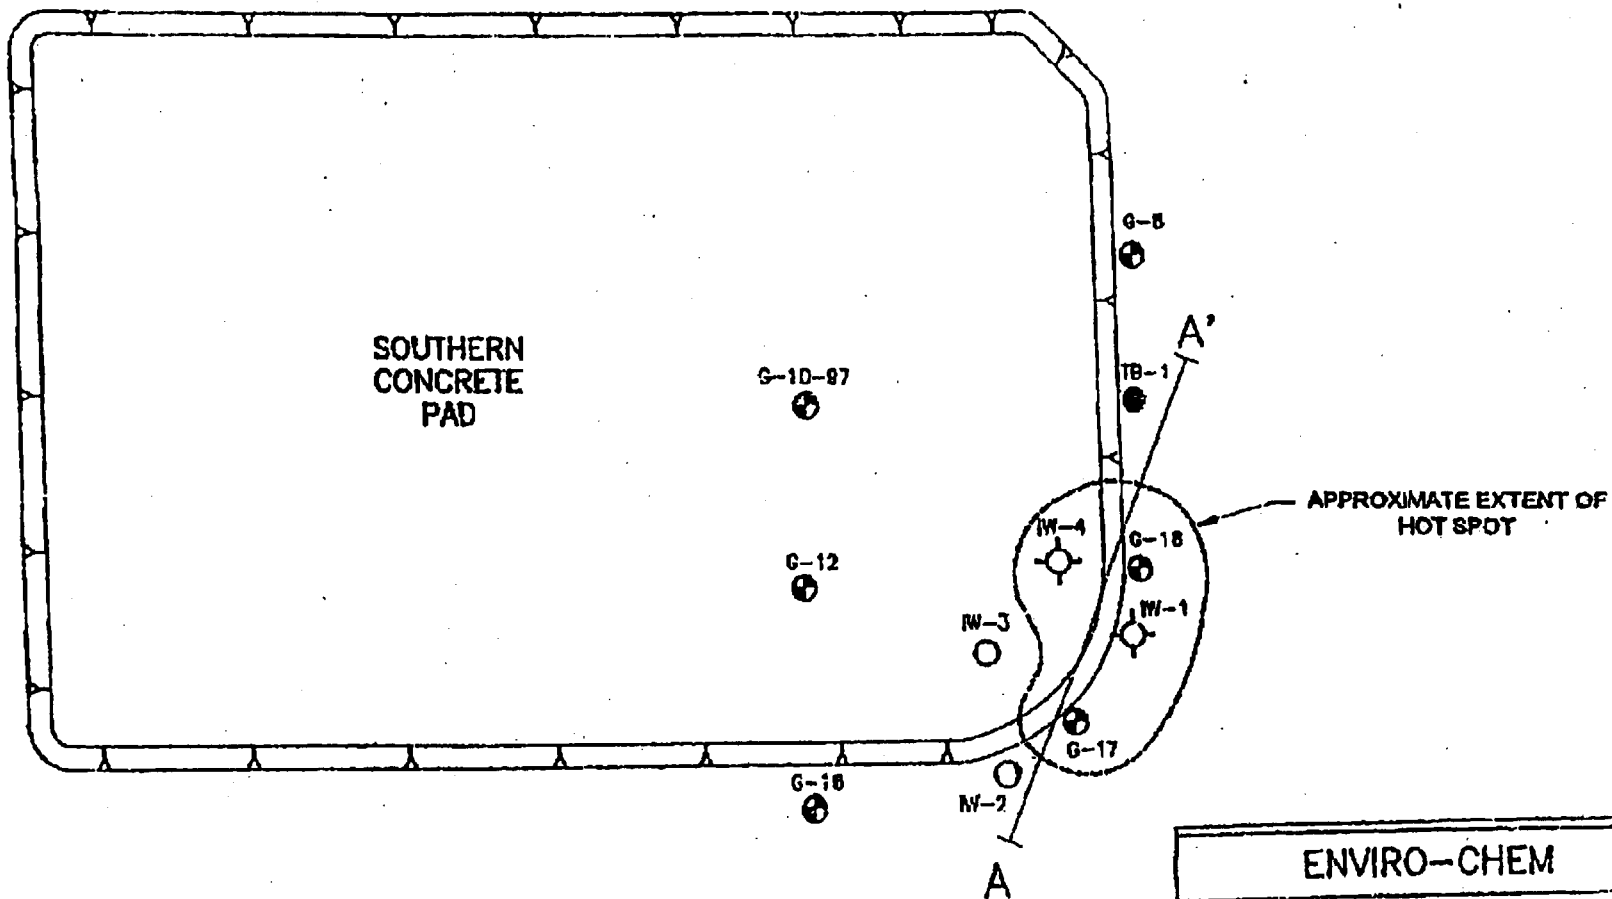 G-8
A'
SOUTHERN
CONCRETE
PAD
G-10-97
TB-1
APPROXIMATE EXTENT OF
HOT SPOT
IW-4
G-18
G-12
IW-1
IW-3
G-17
G-16
IW-2
A
ENVIRO-CHEM